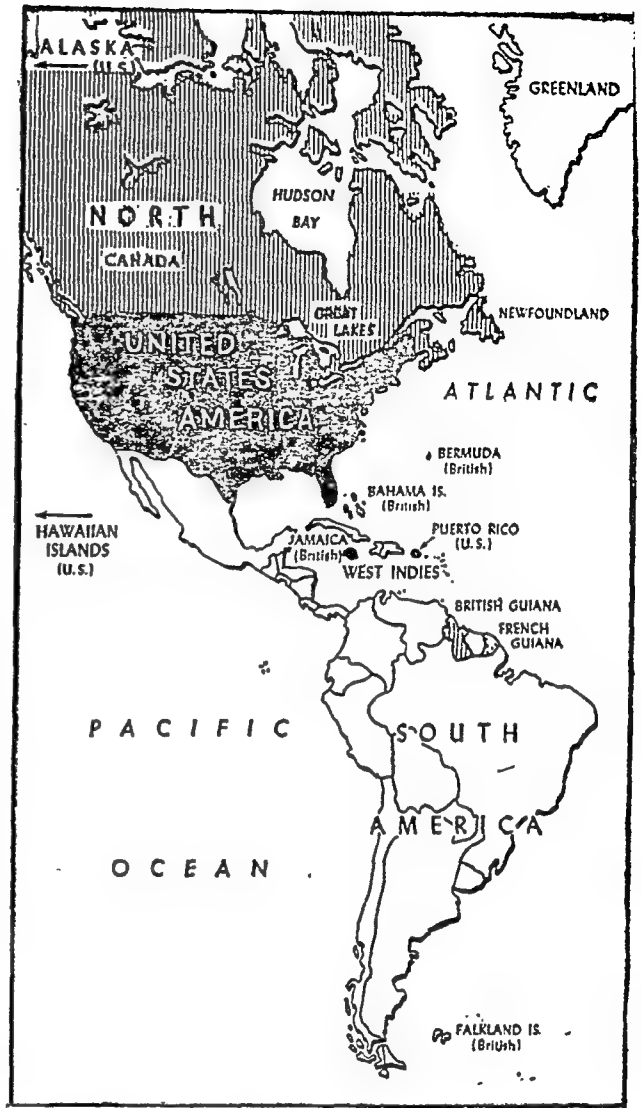 ALASKA
(U.S.)
GREENLAND
HUDSON
BAY
NORTH
CANADA
GREAT
LAKES
NEWFOUNDLAND
UNITED
STATES
AMERICA
ATLANTIC
BERMUDA
(British)
BAHAMA IS.
(British)
HAWAIIAN
ISLANDS
(U.S.)
JAMAICA
(British)
PUERTO RICO
(U.S.)
WEST INDIES
BRITISH GUIANA
FRENCH
GUIANA
PACIFIC
SOUTH
AMERICA
OCEAN
FALKLAND IS.
(British)